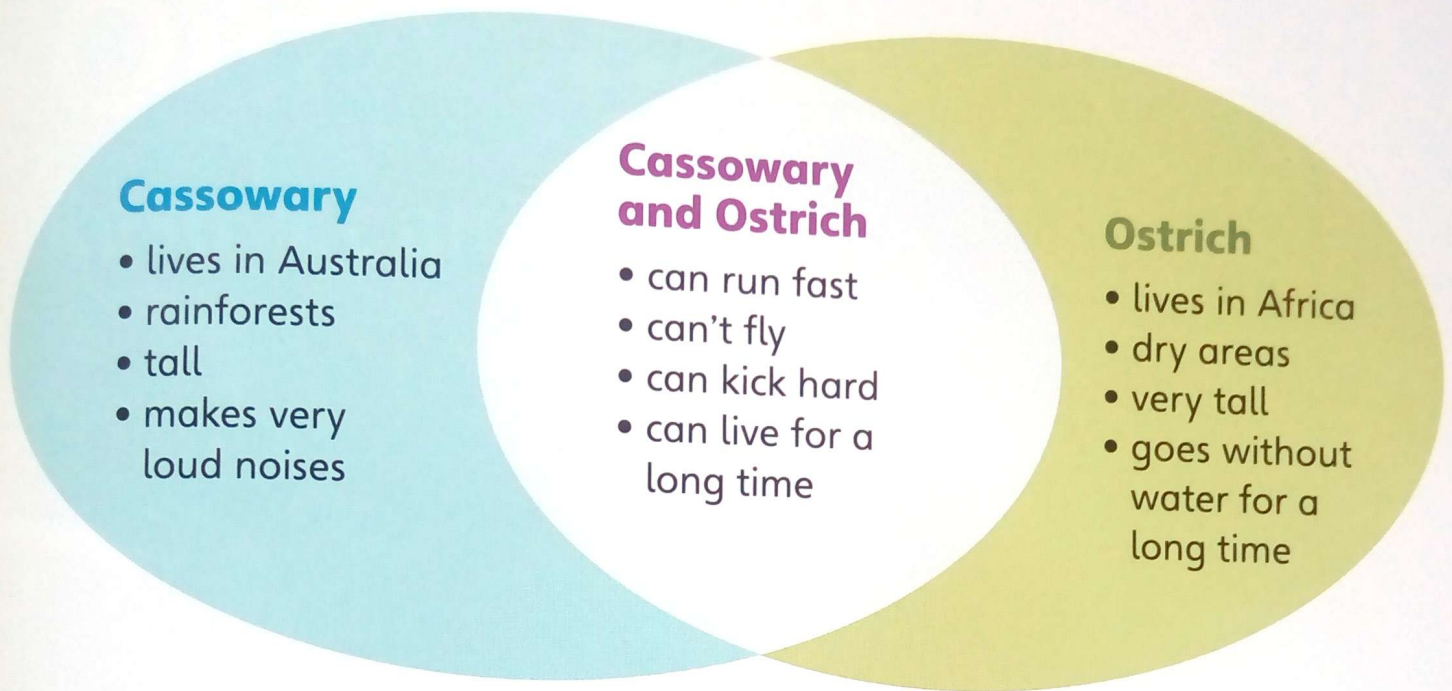 Cassowary
• lives in Australia
• rainforests
• tall
• makes very
loud noises
Cassowary
and Ostrich
• can run fast
• can't fly
• can kick hard
• can live for a
long time
Ostrich
• lives in Africa
• dry areas
• very tall
• goes without
water for a
long time